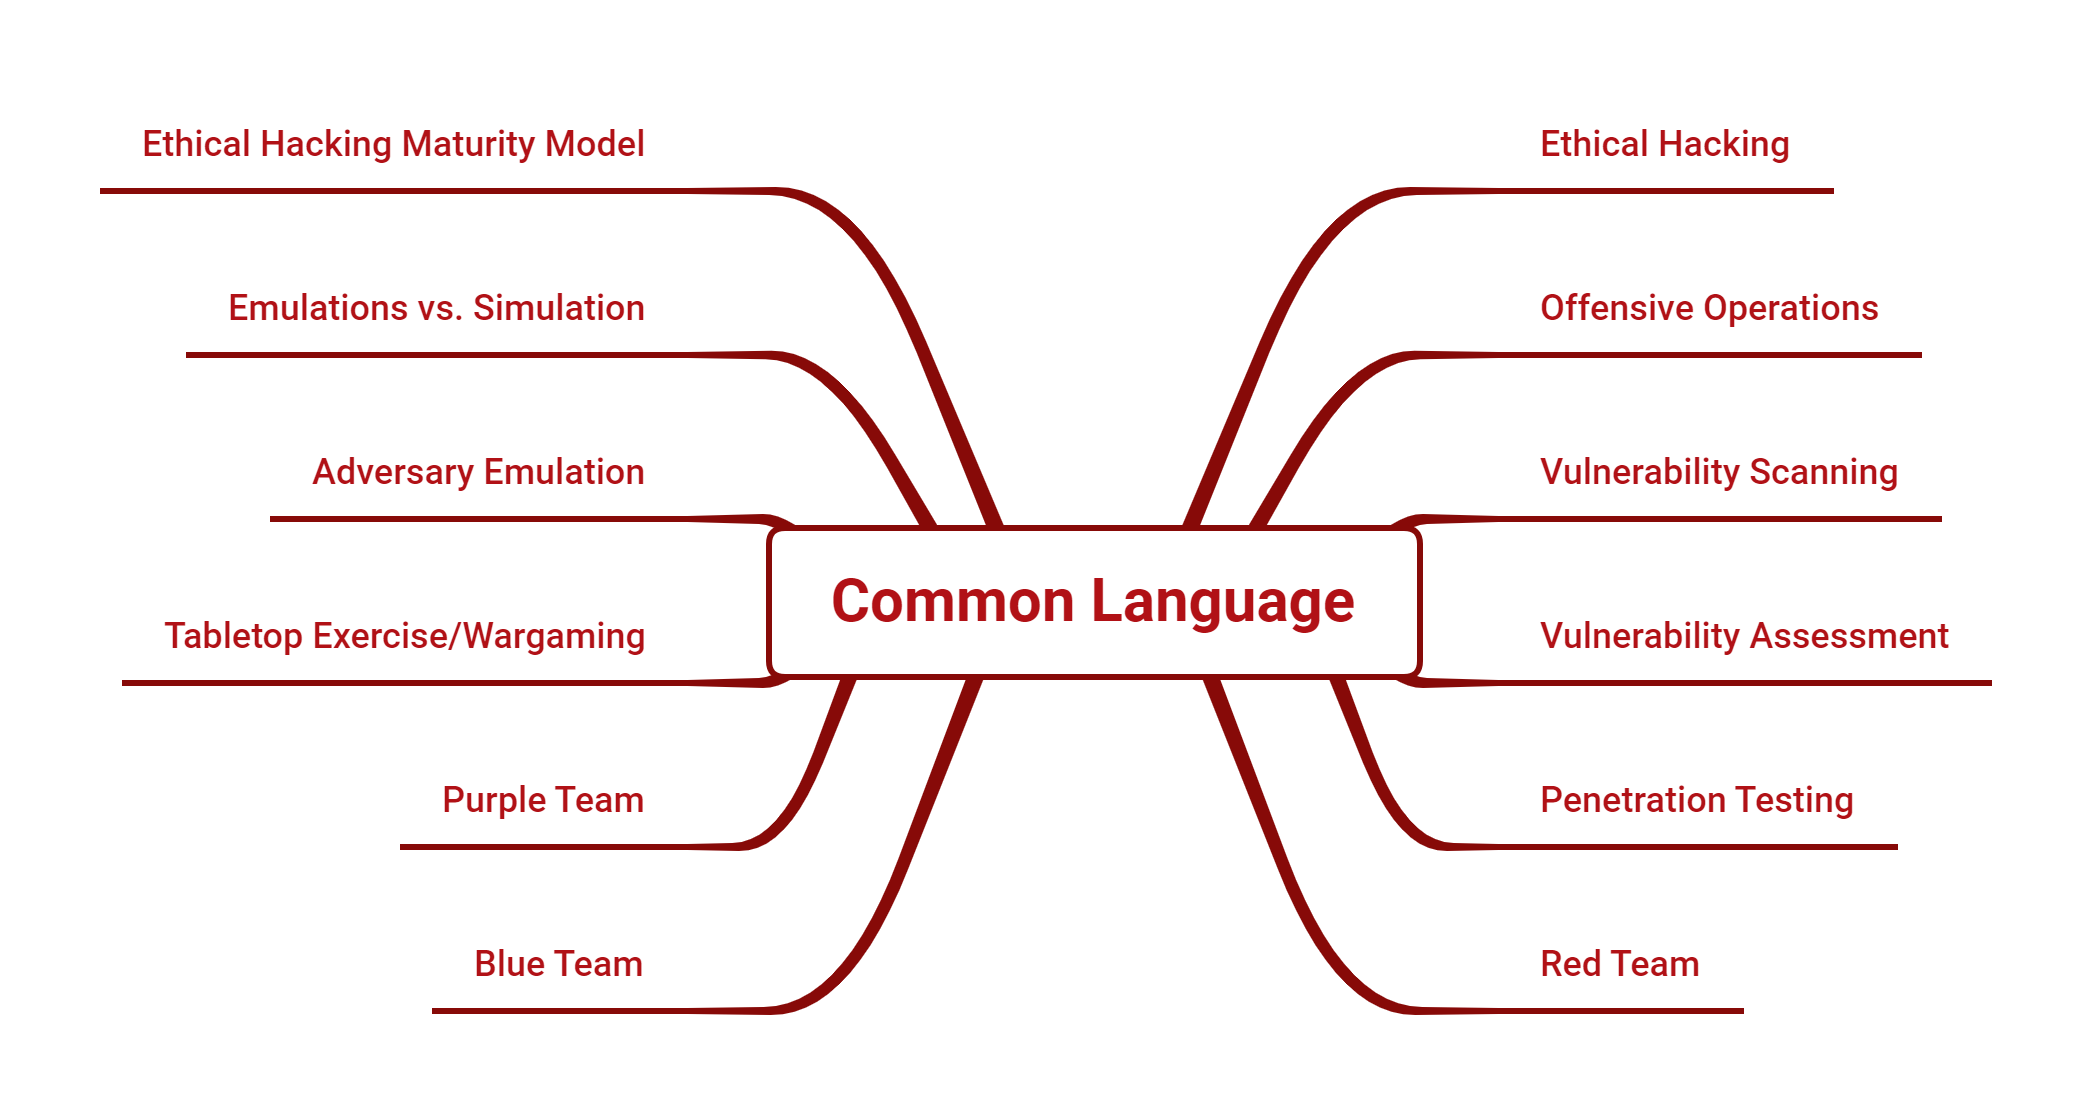 Common Language
Ethical Hacking
Offensive Operations
Vulnerability Scanning
Vulnerability Assessment
Penetration Testing
Red Team
Blue Team
Purple Team
Tabletop Exercise/Wargaming
Adversary Emulation
Emulations vs. Simulation
Ethical Hacking Maturity Model